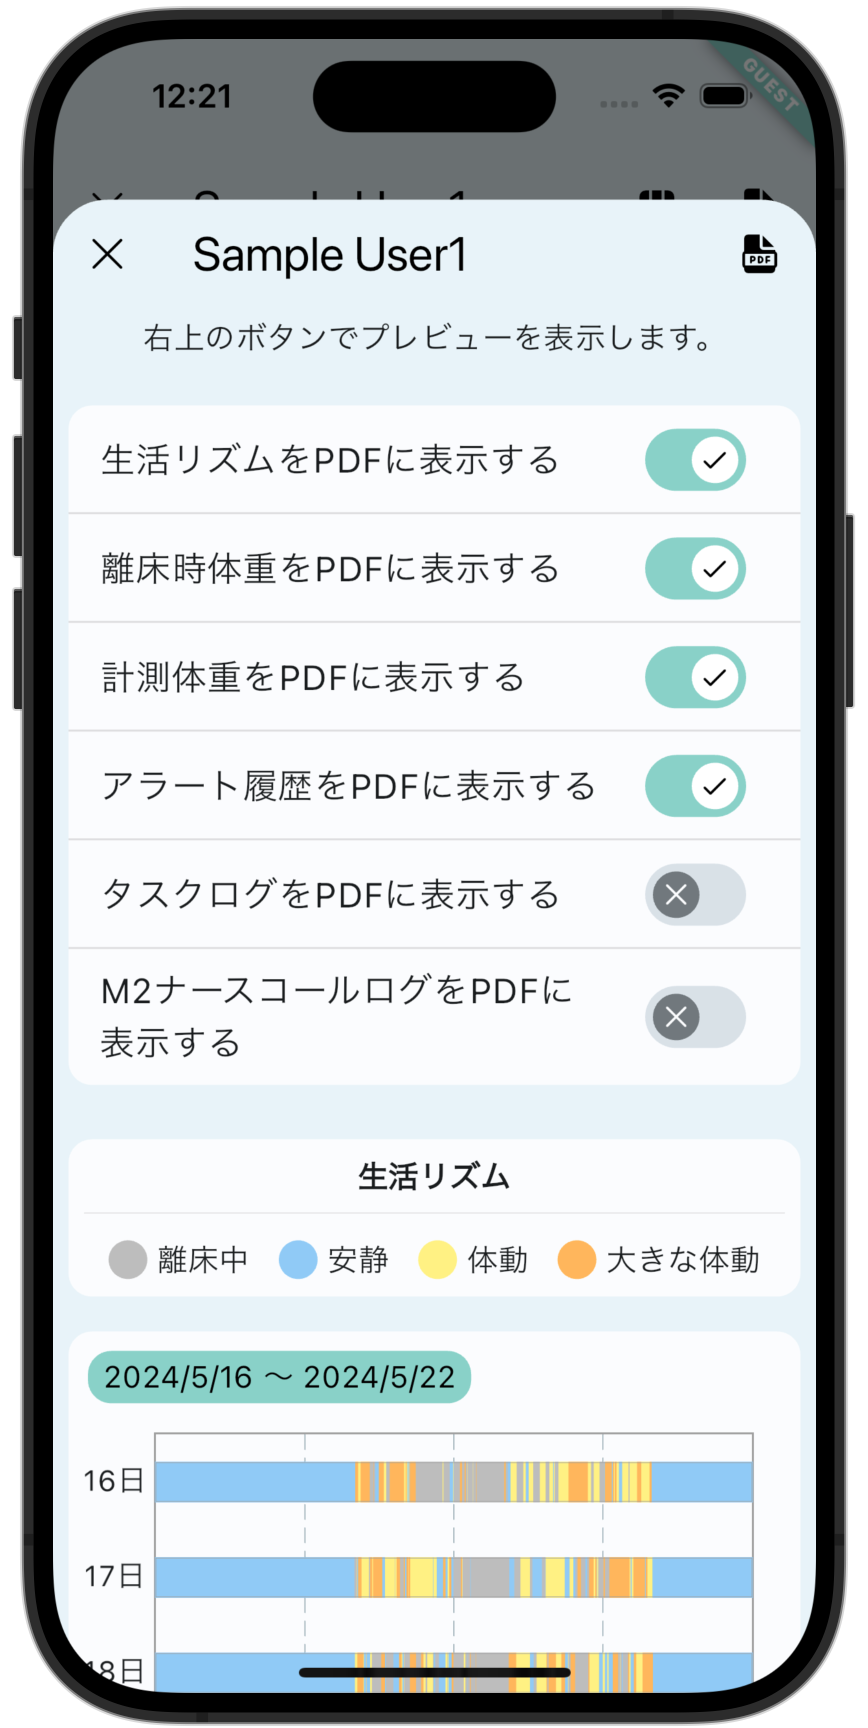 12:21
GUEST
Sample User1
PDF
右上のボタンでプレビューを表示します。
生活リズムをPDFに表示する
離床時体重をPDFに表示する
計測体重をPDFに表示する
アラート履歴をPDFに表示する
タスクログをPDFに表示する
M2ナースコールログをPDFに
表示する
生活リズム
離床中 安静 体動 大きな体動
2024/5/16 ～ 2024/5/22
16日
17日
18日